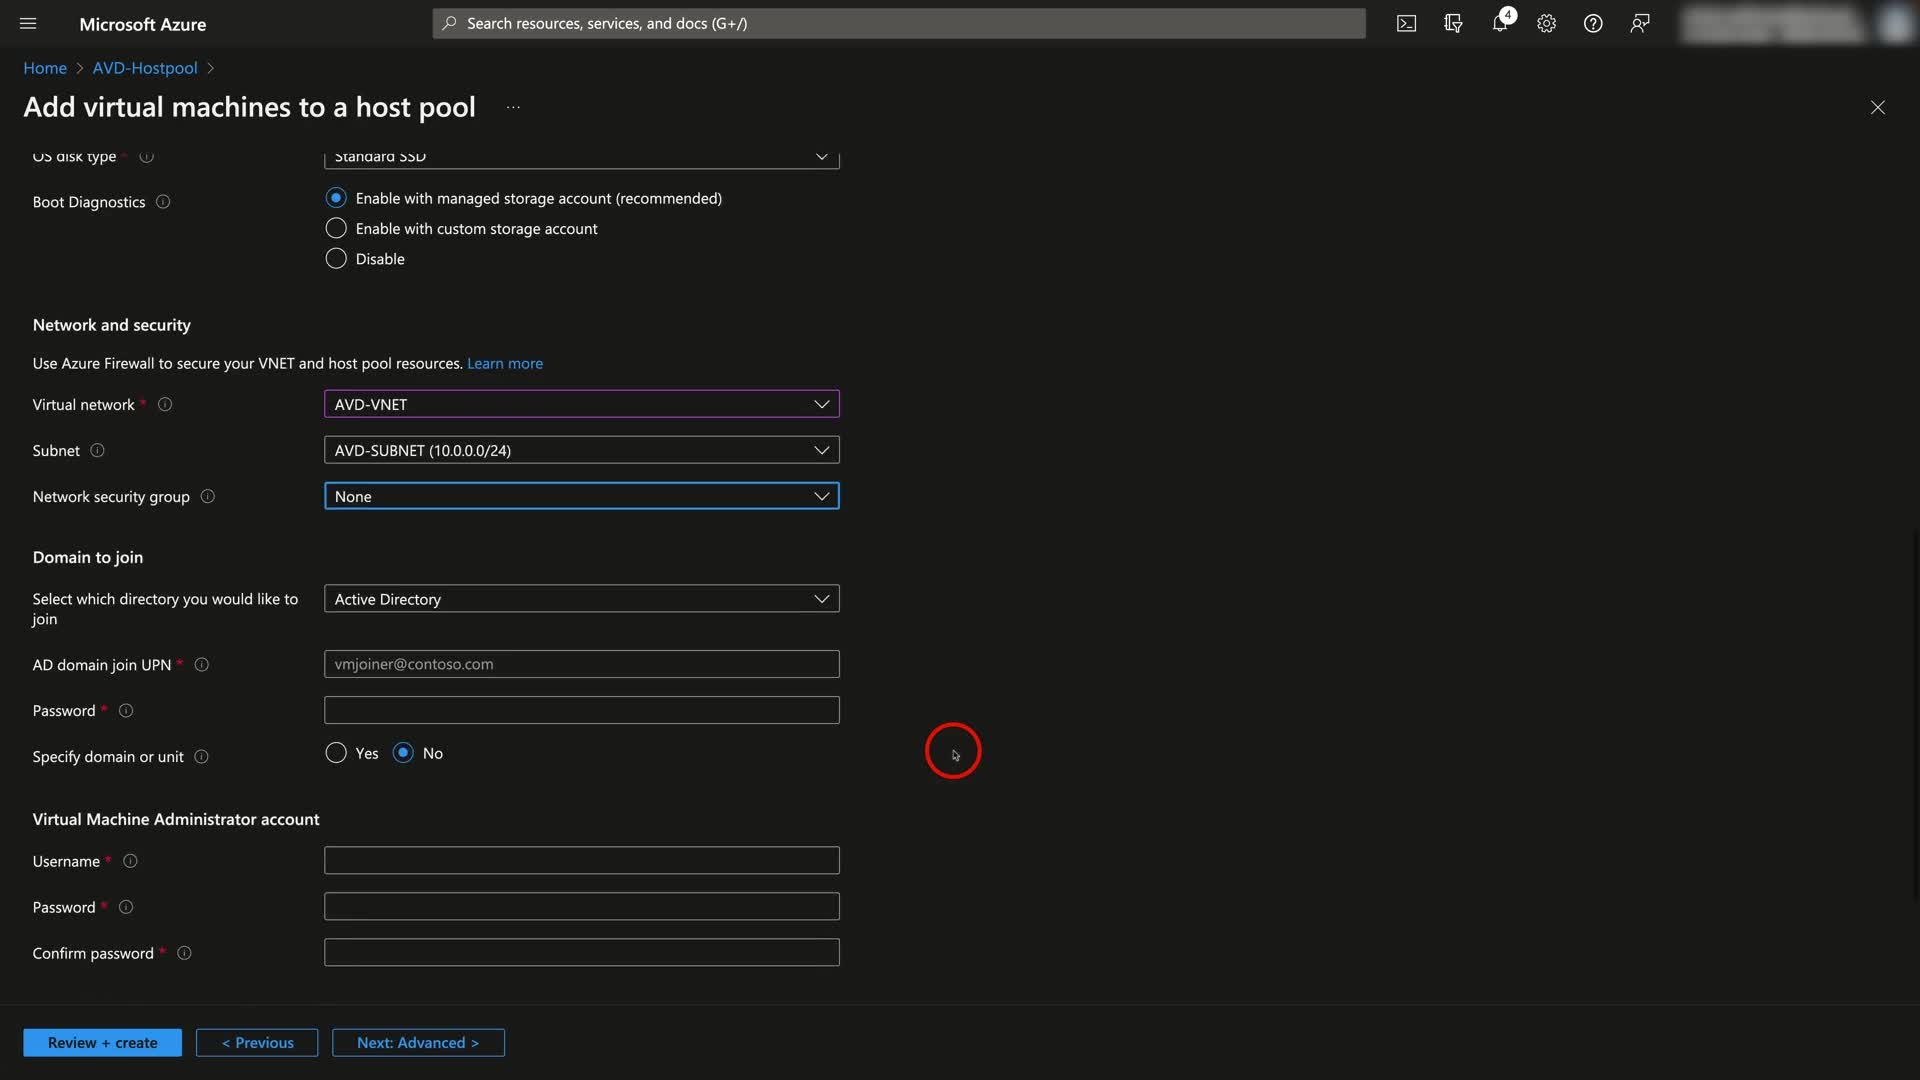 Microsoft Azure
Search resources, services, and docs (G+/)
4
Home > AVD-Hostpool >
Add virtual machines to a host pool ...
OS disk type *
Standard SSD
Boot Diagnostics
Enable with managed storage account (recommended)
Enable with custom storage account
Disable
Network and security
Use Azure Firewall to secure your VNET and host pool resources. Learn more
Virtual network *
AVD-VNET
Subnet
AVD-SUBNET (10.0.0.0/24)
Network security group
None
Domain to join
Select which directory you would like to
join
Active Directory
AD domain join UPN *
vmjoiner@contoso.com
Password *
Specify domain or unit
Yes
No
Virtual Machine Administrator account
Username *
Password *
Confirm password *
Review + create
< Previous
Next: Advanced >